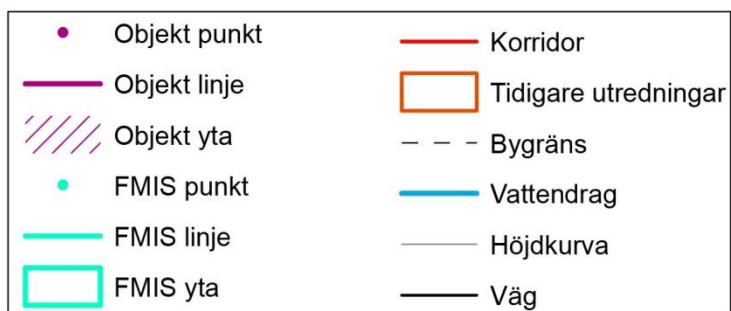 Objekt punkt
Objekt linje
Objekt yta
FMIS punkt
FMIS linje
FMIS yta
Korridor
Tidigare utredningar
Bygräns
Vattendrag
Höjdkurva
Väg